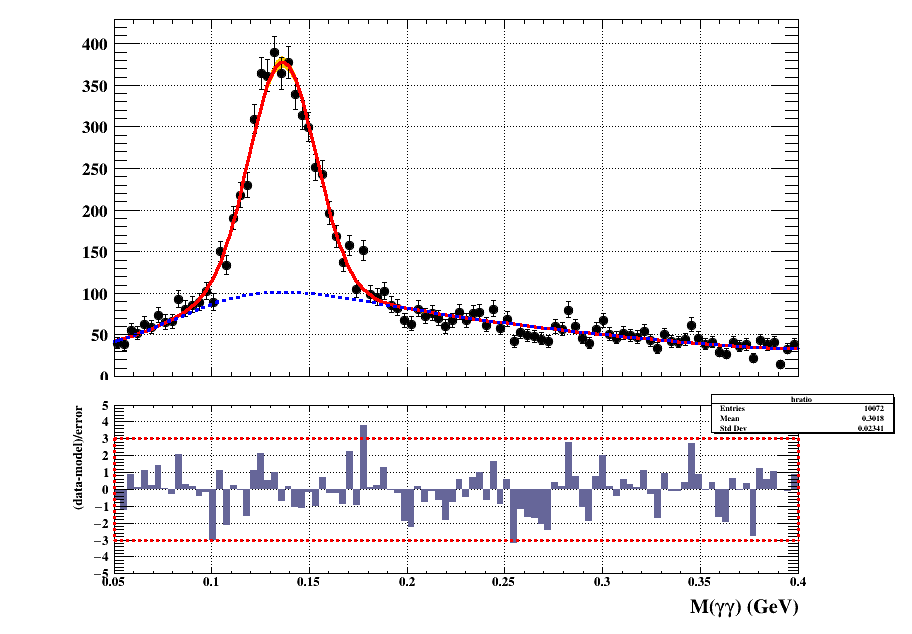 400
350
300
250
200
150
100
50
0
(data-model)/error
5
4
3
2
1
0
−1
−2
−3
−4
−5
hratio
Entries 10072
Mean 0.3018
Std Dev 0.02341
0.05 0.1 0.15 0.2 0.25 0.3 0.35 0.4
M(γγ) (GeV)